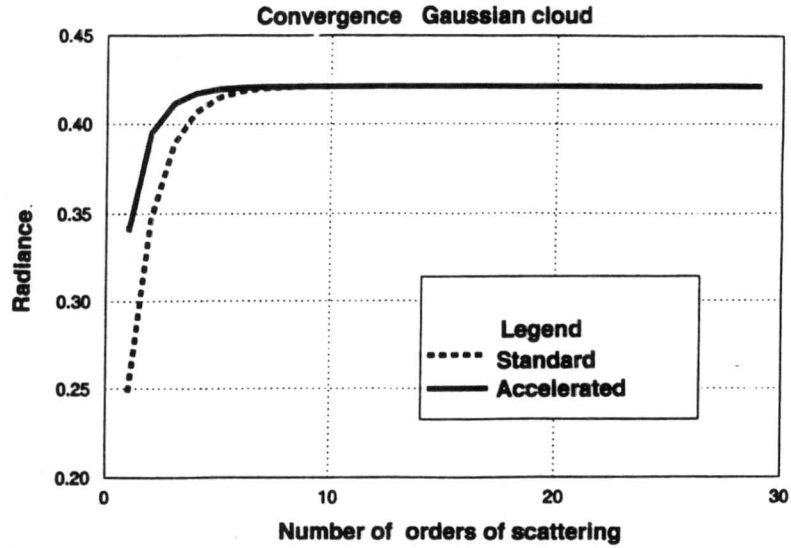 Convergence Gaussian cloud
0.45
0.40
0.35
0.30
0.25
0.20
Radiance
0
10
20
30
Number of orders of scattering
Legend
Standard
Accelerated